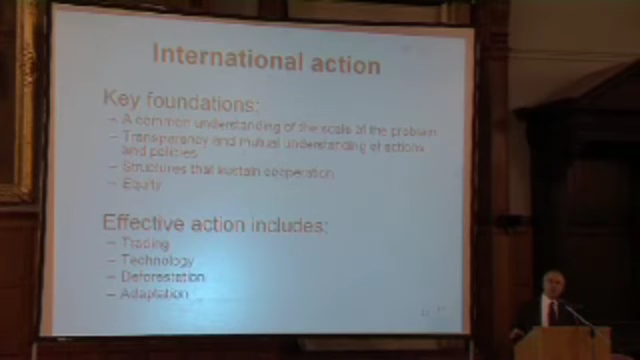 International action
Key foundations:
– A common understanding of the scale of the problem
– Transparency and mutual understanding of actions
and policies
– Structures that sustain cooperation
– Equity
Effective action includes:
– Trading
– Technology
– Deforestation
– Adaptation